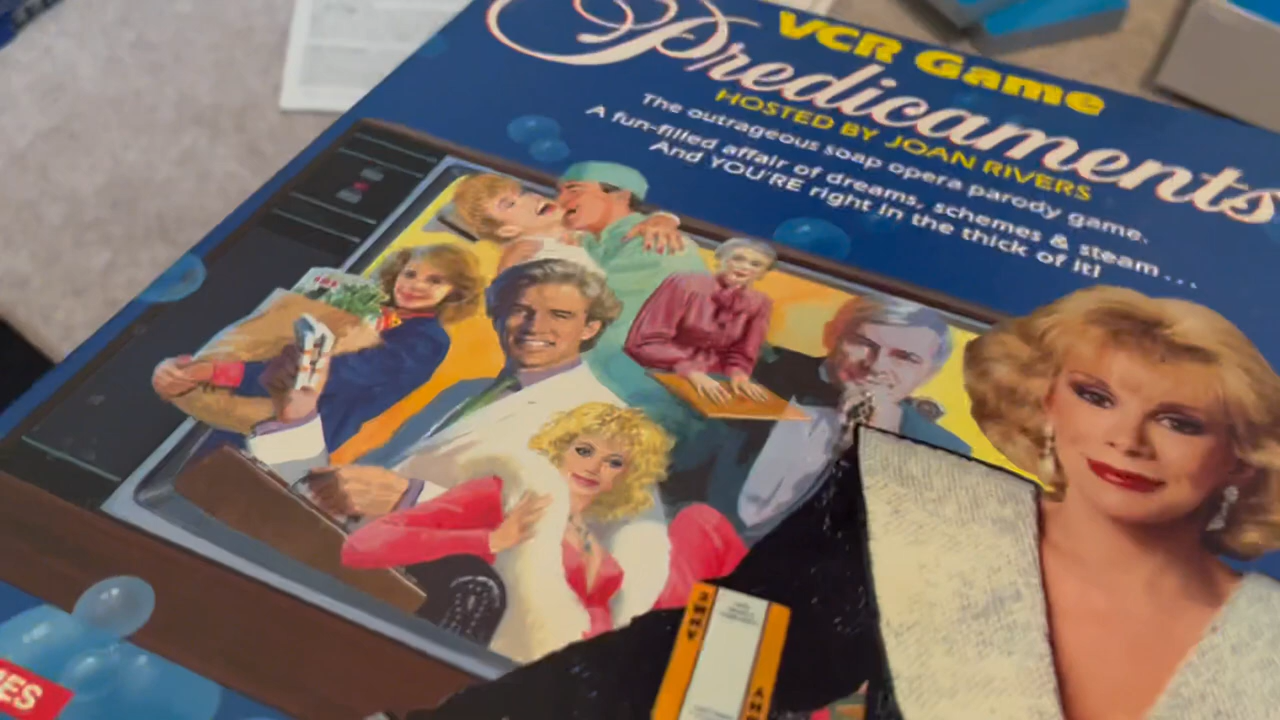 VCR Game
Predicaments
HOSTED BY JOAN RIVERS
The outrageous soap opera parody game.
A fun-filled affair of dreams, schemes & steam...
And YOU'RE right in the thick of it!